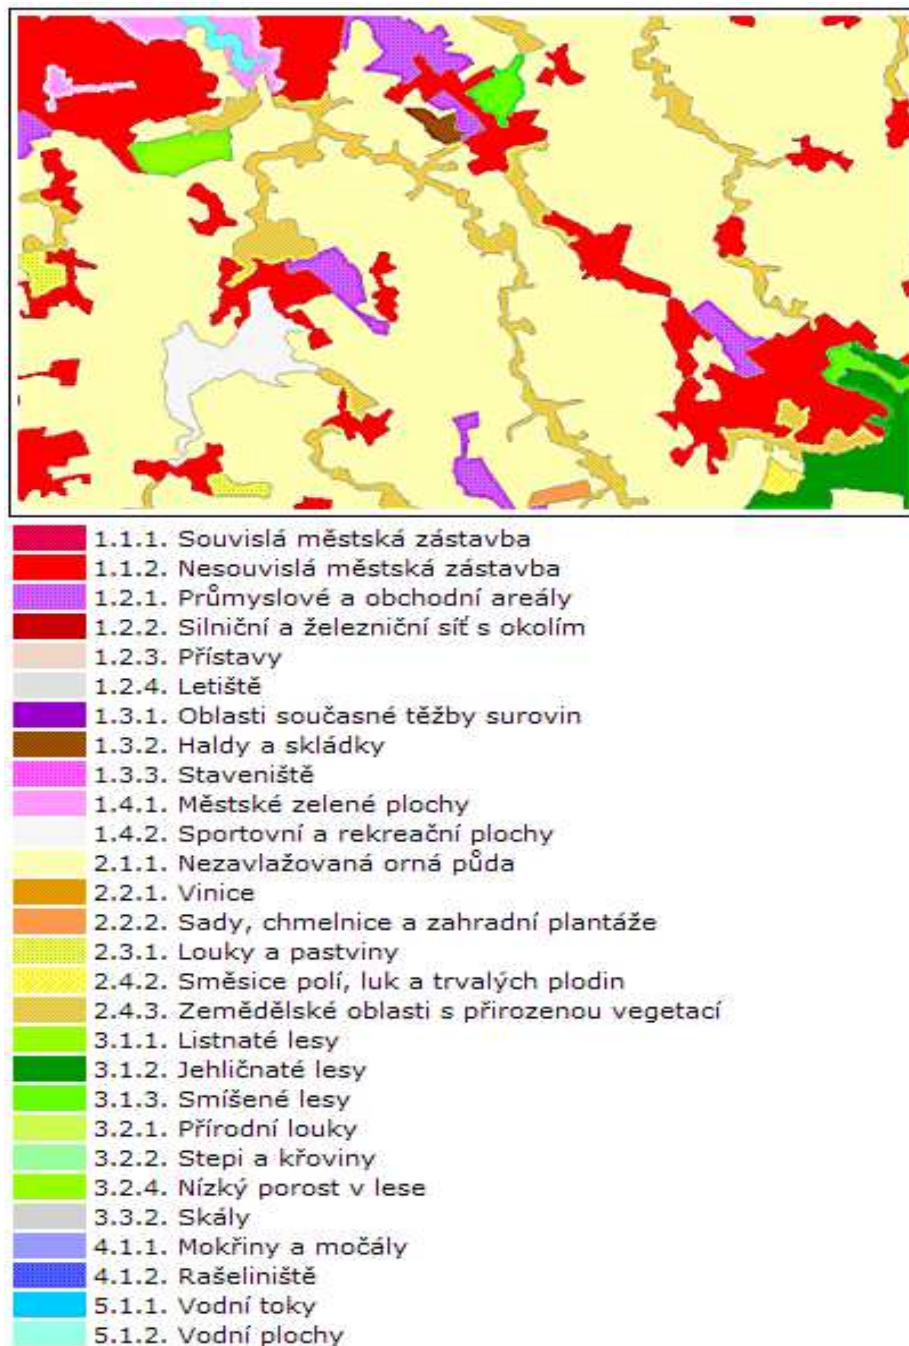 1.1.1. Souvislá městská zástavba
1.1.2. Nesouvislá městská zástavba
1.2.1. Průmyslové a obchodní areály
1.2.2. Silniční a železniční síť s okolím
1.2.3. Přístavy
1.2.4. Letiště
1.3.1. Oblasti současné těžby surovin
1.3.2. Haldy a skládky
1.3.3. Staveniště
1.4.1. Městské zelené plochy
1.4.2. Sportovní a rekreační plochy
2.1.1. Nezavlažovaná orná půda
2.2.1. Vinice
2.2.2. Sady, chmelnice a zahradní plantáže
2.3.1. Louky a pastviny
2.4.2. Směsice polí, luk a trvalých plodin
2.4.3. Zemědělské oblasti s přirozenou vegetací
3.1.1. Listnaté lesy
3.1.2. Jehličnaté lesy
3.1.3. Smíšené lesy
3.2.1. Přírodní louky
3.2.2. Stepi a křoviny
3.2.4. Nízký porost v lese
3.3.2. Skály
4.1.1. Mokřiny a močály
4.1.2. Rašeliniště
5.1.1. Vodní toky
5.1.2. Vodní plochy